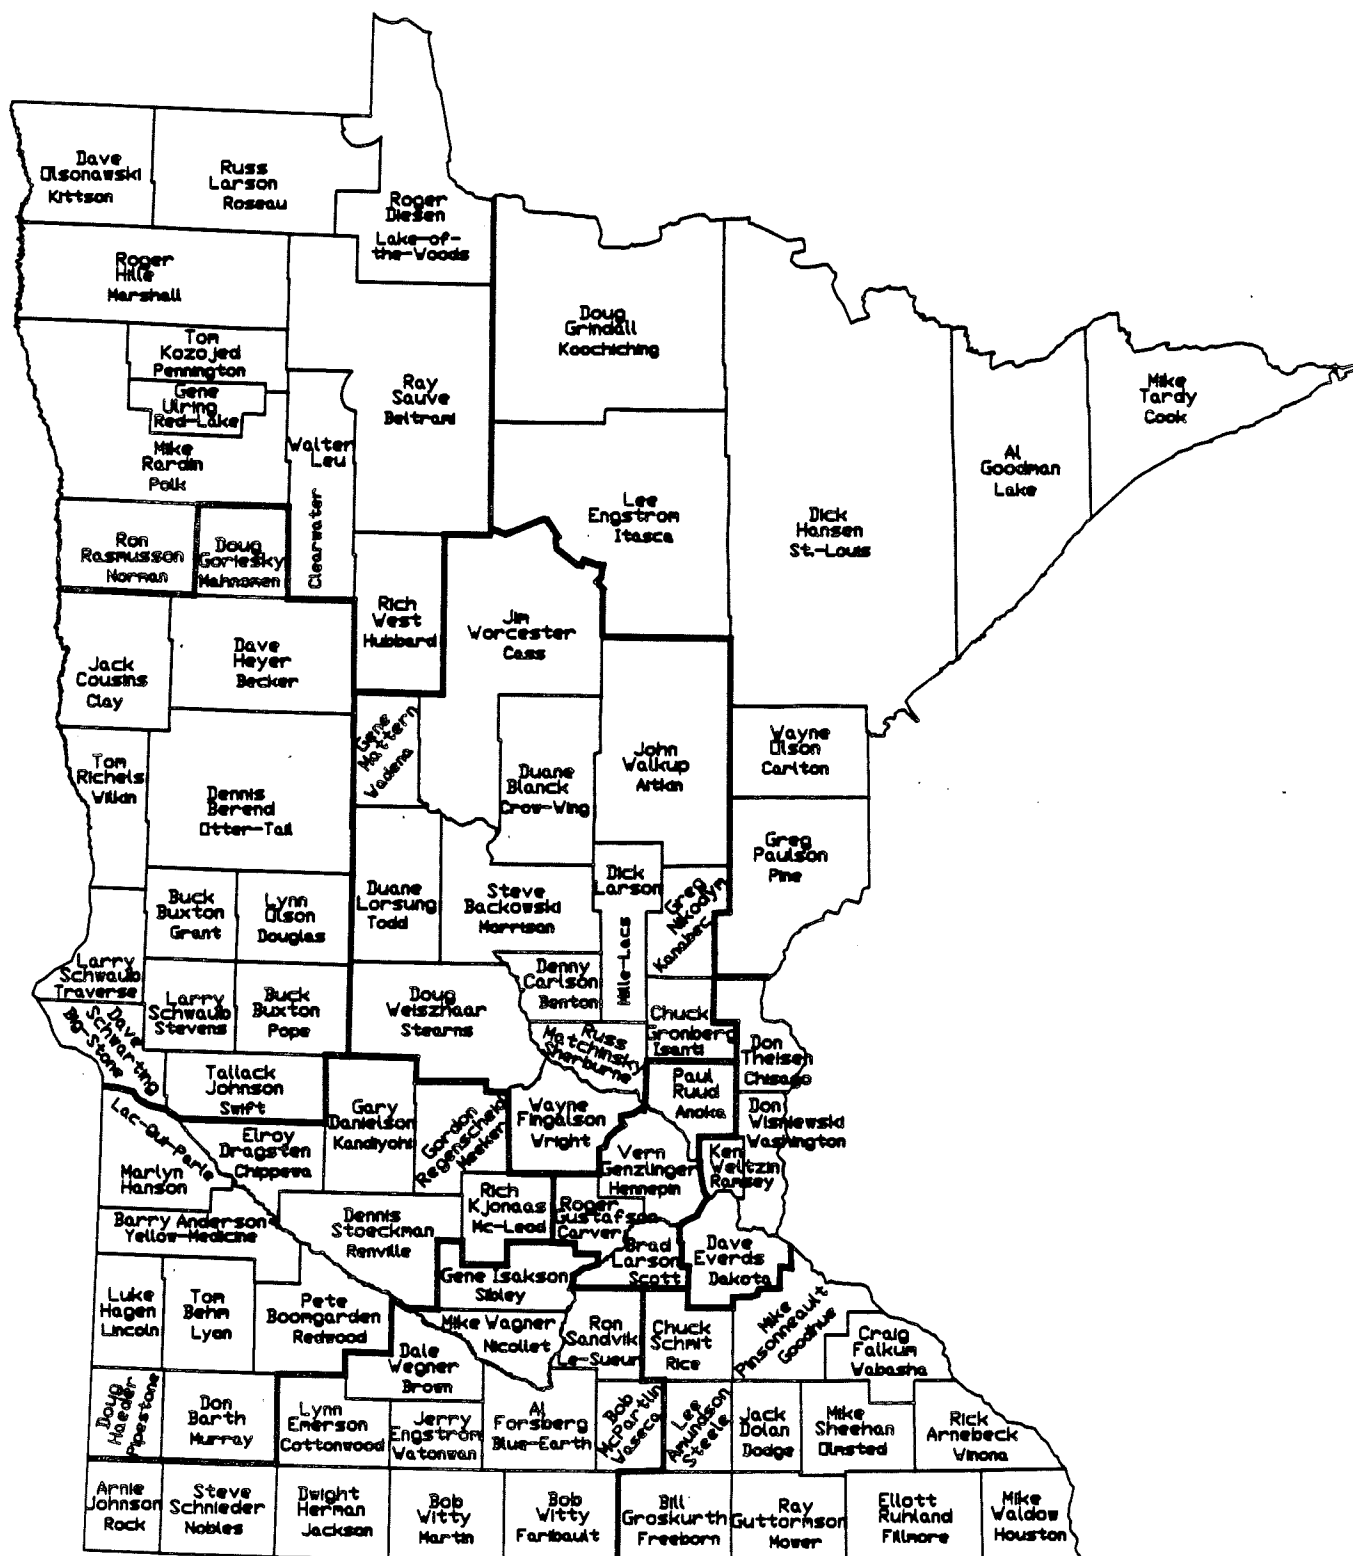 Dave
Olsonawski
Kittson
Russ
Larson
Roseau
Roger
Diesen
Lake-of-
the-Woods
Roger
Hille
Marshall
Doug
Grindall
Koochiching
Tom
Kozojed
Pennington
Gene
Ulring
Red-Lake
Ray
Sauve
Beltrami
Mike
Tardy
Cook
Mike
Rardin
Polk
Walter
Leu
Clearwater
Al
Goodman
Lake
Lee
Engstrom
Itasca
Dick
Hansen
St.-Louis
Ron
Rasmusson
Norman
Doug
Goriesky
Mahnomen
Rich
West
Hubbard
Jim
Worcester
Cass
Dave
Heyer
Becker
Jack
Cousins
Clay
Gene
Mattern
Wadena
John
Walkup
Aitkin
Wayne
Olson
Carlton
Tom
Richels
Wilkin
Dennis
Berend
Otter-Tail
Duane
Blanck
Crow-Wing
Greg
Paulson
Pine
Buck
Buxton
Grant
Lynn
Olson
Douglas
Duane
Lorsung
Todd
Steve
Backowski
Morrison
Dick
Larson
Mille-Lacs
Greg
Nikodym
Kanabec
Larry
Schwaub
Traverse
Larry
Schwaub
Stevens
Buck
Buxton
Pope
Doug
Weiszhaar
Stearns
Denny
Carlson
Benton
Chuck
Gronberg
Isanti
Dave
Schwarting
Big-Stone
Tallack
Johnson
Swift
Russ
Matchinsky
Sherburne
Don
Theisen
Chisago
Paul
Ruud
Anoka
Gary
Danielson
Kandiyohi
Gordon
Regenscheid
Meeker
Wayne
Fingalson
Wright
Don
Wisniewski
Washington
Lac-Qui-Parle
Marlyn
Hanson
Elroy
Dragsten
Chippewa
Vern
Genzlinger
Hennepin
Ken
Weltzin
Ramsey
Barry Anderson
Yellow-Medicine
Dennis
Stoeckman
Renville
Rich
Kjonaas
Mc-Leod
Roger
Gustafson
Carver
Brad
Larson
Scott
Dave
Everds
Dakota
Gene Isakson
Sibley
Luke
Hagen
Lincoln
Tom
Behm
Lyon
Pete
Boomgarden
Redwood
Mike Wagner
Nicollet
Ron
Sandvik
Le-Sueur
Chuck
Schmit
Rice
Mike
Pinsonneault
Goodhue
Craig
Falkum
Wabasha
Dale
Wegner
Brown
Doug
Haeder
Pipestone
Don
Barth
Murray
Lynn
Emerson
Cottonwood
Jerry
Engstrom
Watonwan
Al
Forsberg
Blue-Earth
Bob
McPartlin
Waseca
Lee
Amundson
Steele
Jack
Dolan
Dodge
Mike
Sheehan
Olmsted
Rick
Arnebeck
Winona
Arnie
Johnson
Rock
Steve
Schnieder
Nobles
Dwight
Herman
Jackson
Bob
Witty
Martin
Bob
Witty
Faribault
Bill
Groskurth
Freeborn
Ray
Guttormson
Mower
Ellott
Ruhland
Fillmore
Mike
Waldow
Houston